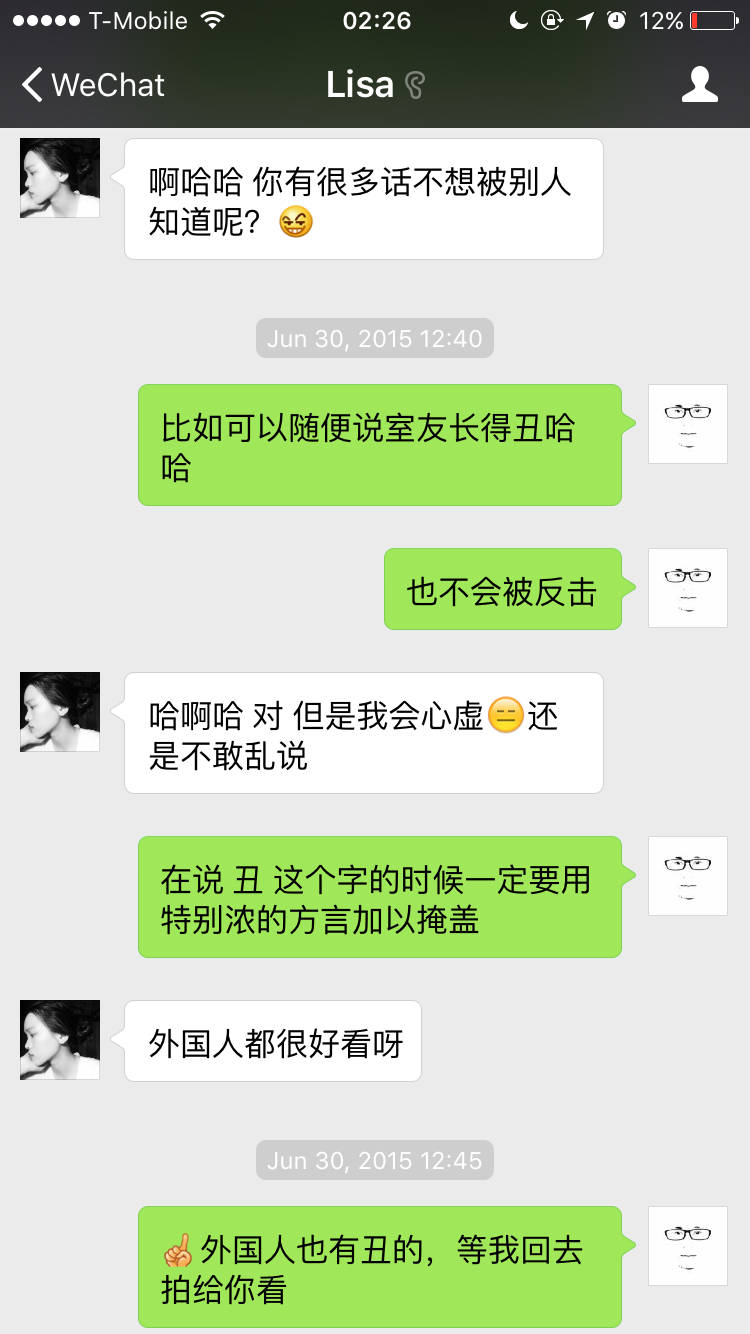 T-Mobile 02:26 12%
WeChat Lisa
啊哈哈 你有很多话不想被别人
知道呢？😆
Jun 30, 2015 12:40
比如可以随便说室友长得丑哈
哈
也不会被反击
哈啊哈 对 但是我会心虚😑还
是不敢乱说
在说 丑 这个字的时候一定要用
特别浓的方言加以掩盖
外国人都很好看呀
Jun 30, 2015 12:45
☝外国人也有丑的，等我回去
拍给你看